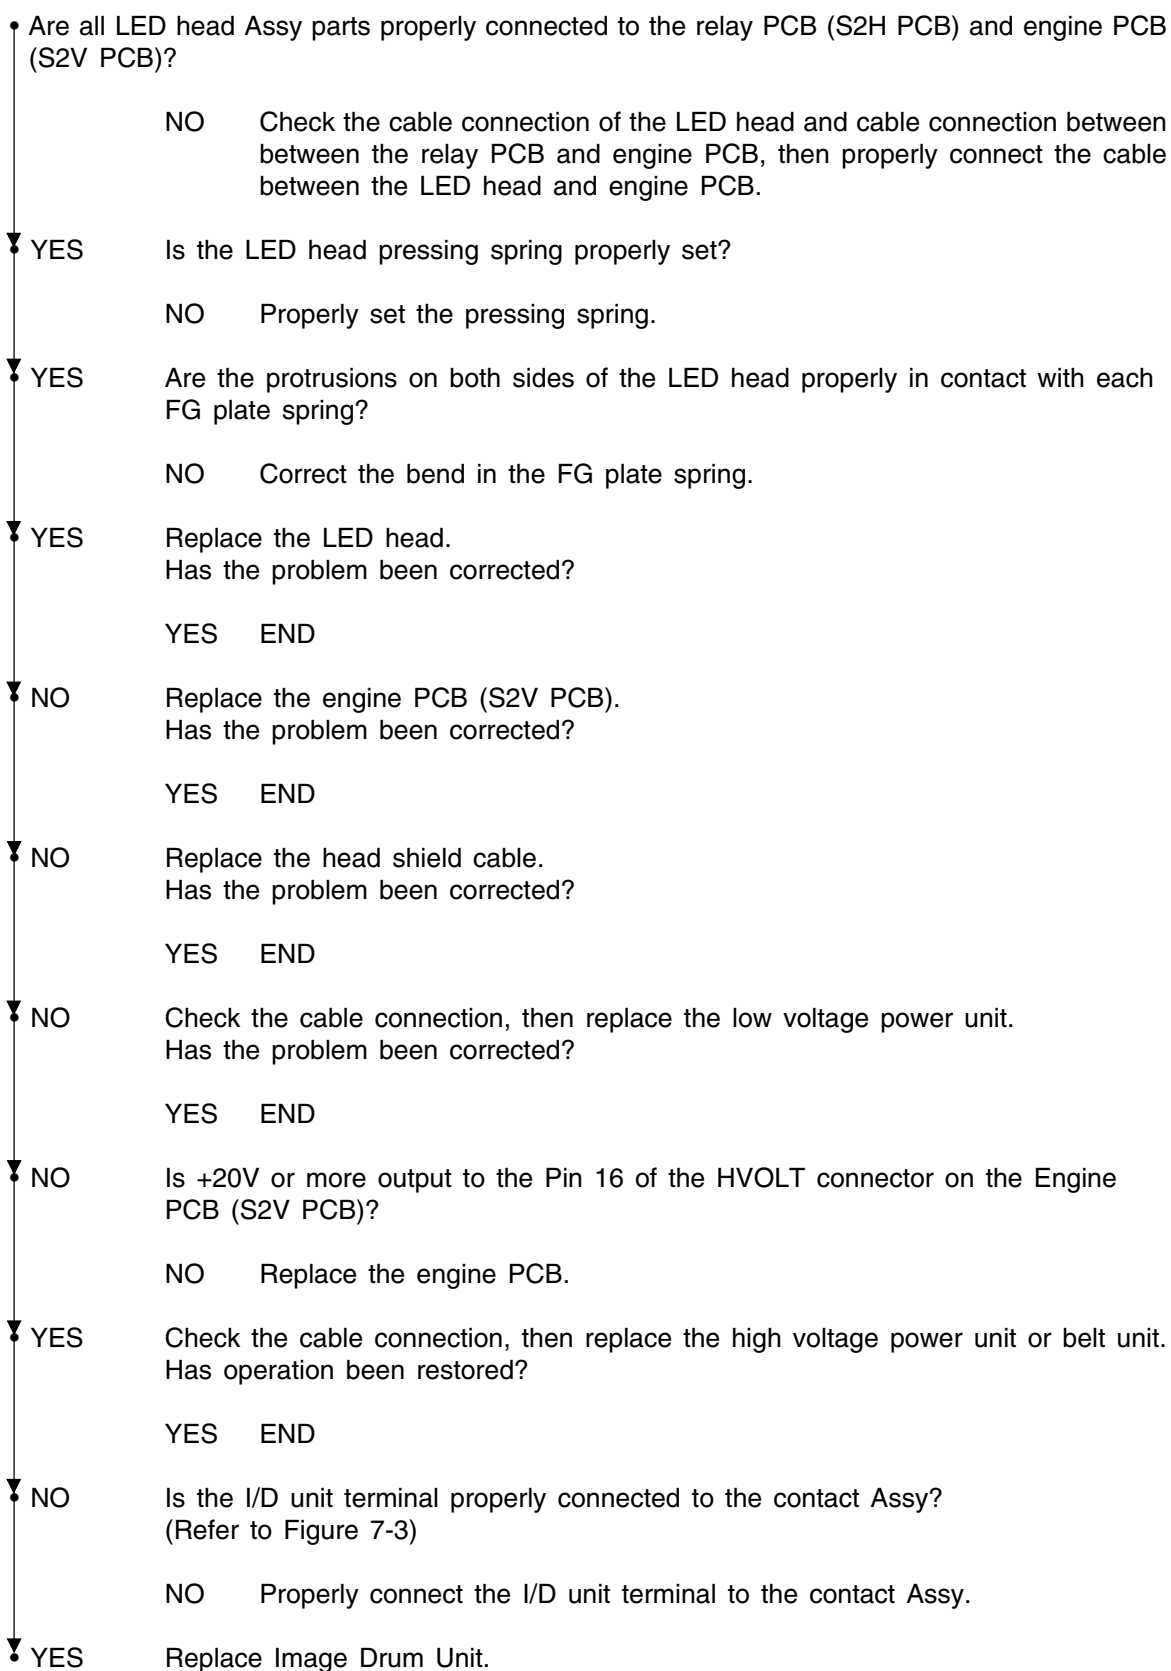 Are all LED head Assy parts properly connected to the relay PCB (S2H PCB) and engine PCB
(S2V PCB)?
NO Check the cable connection of the LED head and cable connection between
between the relay PCB and engine PCB, then properly connect the cable
between the LED head and engine PCB.
YES Is the LED head pressing spring properly set?
NO Properly set the pressing spring.
YES Are the protrusions on both sides of the LED head properly in contact with each
FG plate spring?
NO Correct the bend in the FG plate spring.
YES Replace the LED head.
Has the problem been corrected?
YES END
NO Replace the engine PCB (S2V PCB).
Has the problem been corrected?
YES END
NO Replace the head shield cable.
Has the problem been corrected?
YES END
NO Check the cable connection, then replace the low voltage power unit.
Has the problem been corrected?
YES END
NO Is +20V or more output to the Pin 16 of the HVOLT connector on the Engine
PCB (S2V PCB)?
NO Replace the engine PCB.
YES Check the cable connection, then replace the high voltage power unit or belt unit.
Has operation been restored?
YES END
NO Is the I/D unit terminal properly connected to the contact Assy?
(Refer to Figure 7-3)
NO Properly connect the I/D unit terminal to the contact Assy.
YES Replace Image Drum Unit.